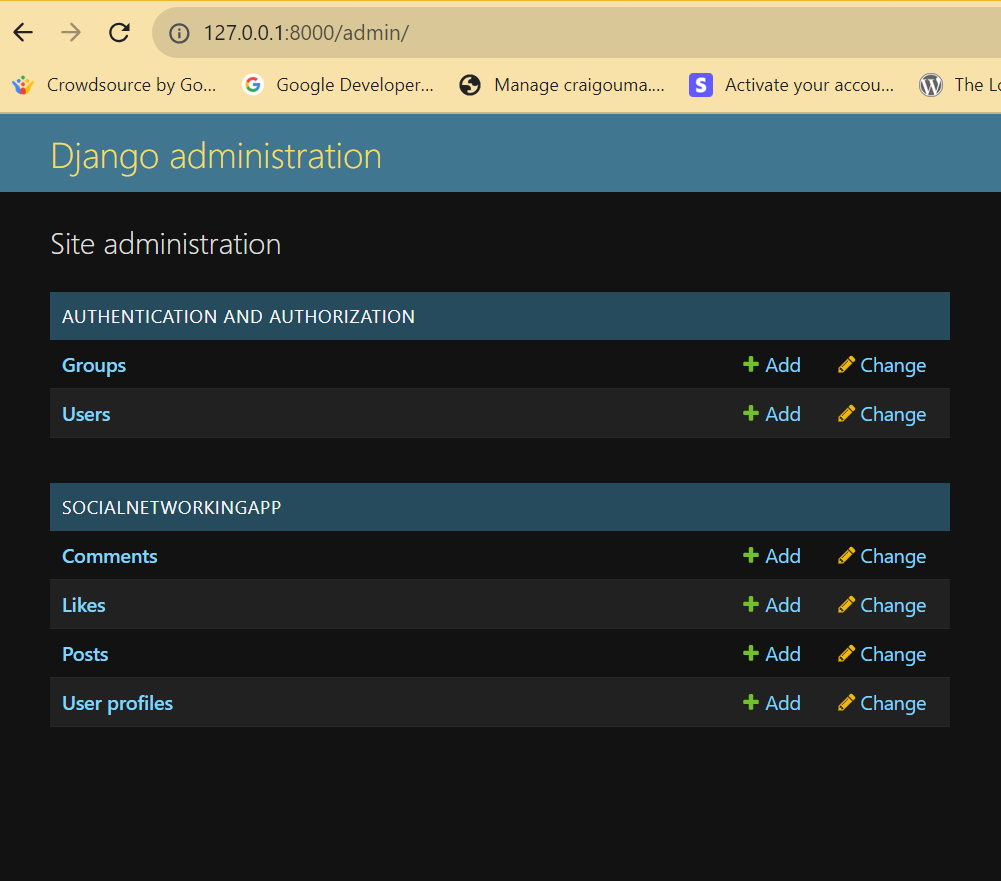 127.0.0.1:8000/admin/
Crowdsource by Go... Google Developer... Manage craigouma.... S Activate your accou... The Lo
Django administration
Site administration
AUTHENTICATION AND AUTHORIZATION
Groups Add Change
Users Add Change
SOCIALNETWORKINGAPP
Comments Add Change
Likes Add Change
Posts Add Change
User profiles Add Change